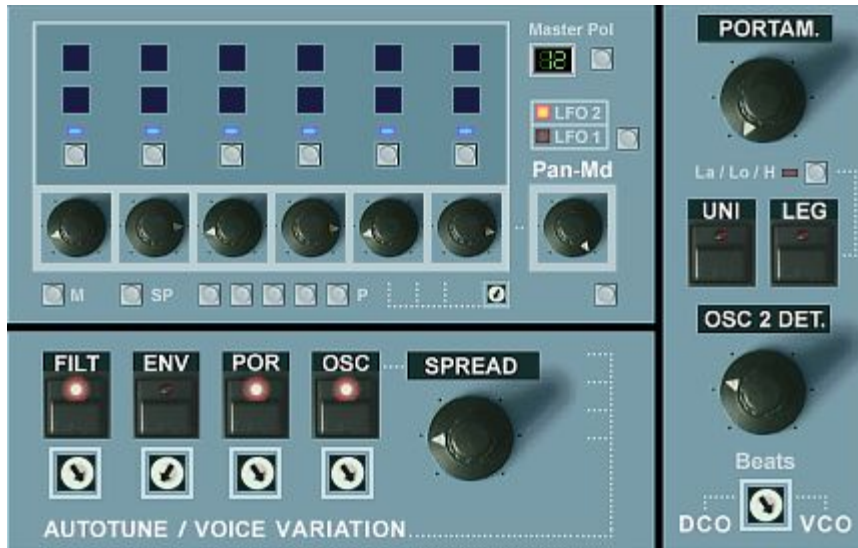 Master Pol
12
LFO 2
LFO 1
Pan-Md
M
SP
P
PORTAM.
La / Lo / H
UNI
LEG
OSC 2 DET.
Beats
DCO
VCO
FILT
ENV
POR
OSC
SPREAD
AUTOTUNE / VOICE VARIATION